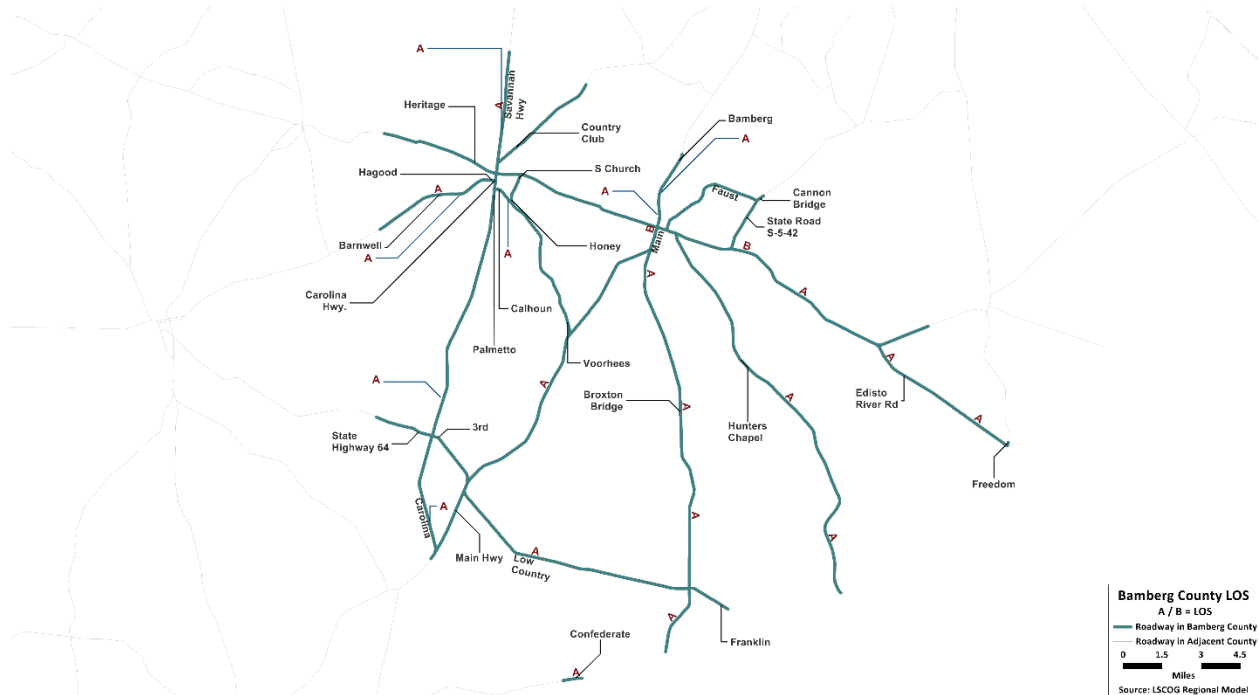 A
Savannah
Hwy
A
Heritage
Country
Club
Bamberg
A
Hagood
S Church
A
A
Faust
Cannon
Bridge
State Road
S-5-42
Barnwell
A
A
Honey
B
Main
B
A
A
Carolina
Hwy.
Calhoun
Palmetto
Voorhees
A
A
A
Broxton
Bridge
A
A
Hunters
Chapel
Edisto
River Rd
A
State
Highway 64
3rd
Freedom
Carolina
A
Main Hwy
A
Low
Country
A
A
A
Franklin
Confederate
A
Bamberg County LOS
A / B = LOS
Roadway in Bamberg County
Roadway in Adjacent County
0 1.5 3 4.5
Miles
Source: LSCOG Regional Model